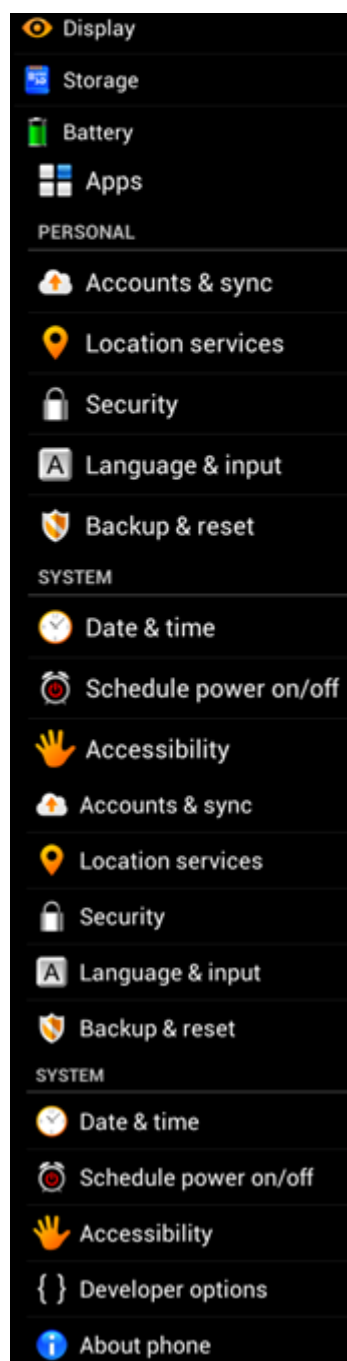 Display
Storage
Battery
Apps
PERSONAL
Accounts & sync
Location services
Security
A Language & input
Backup & reset
SYSTEM
Date & time
Schedule power on/off
Accessibility
Accounts & sync
Location services
Security
A Language & input
Backup & reset
SYSTEM
Date & time
Schedule power on/off
Accessibility
{ } Developer options
i About phone